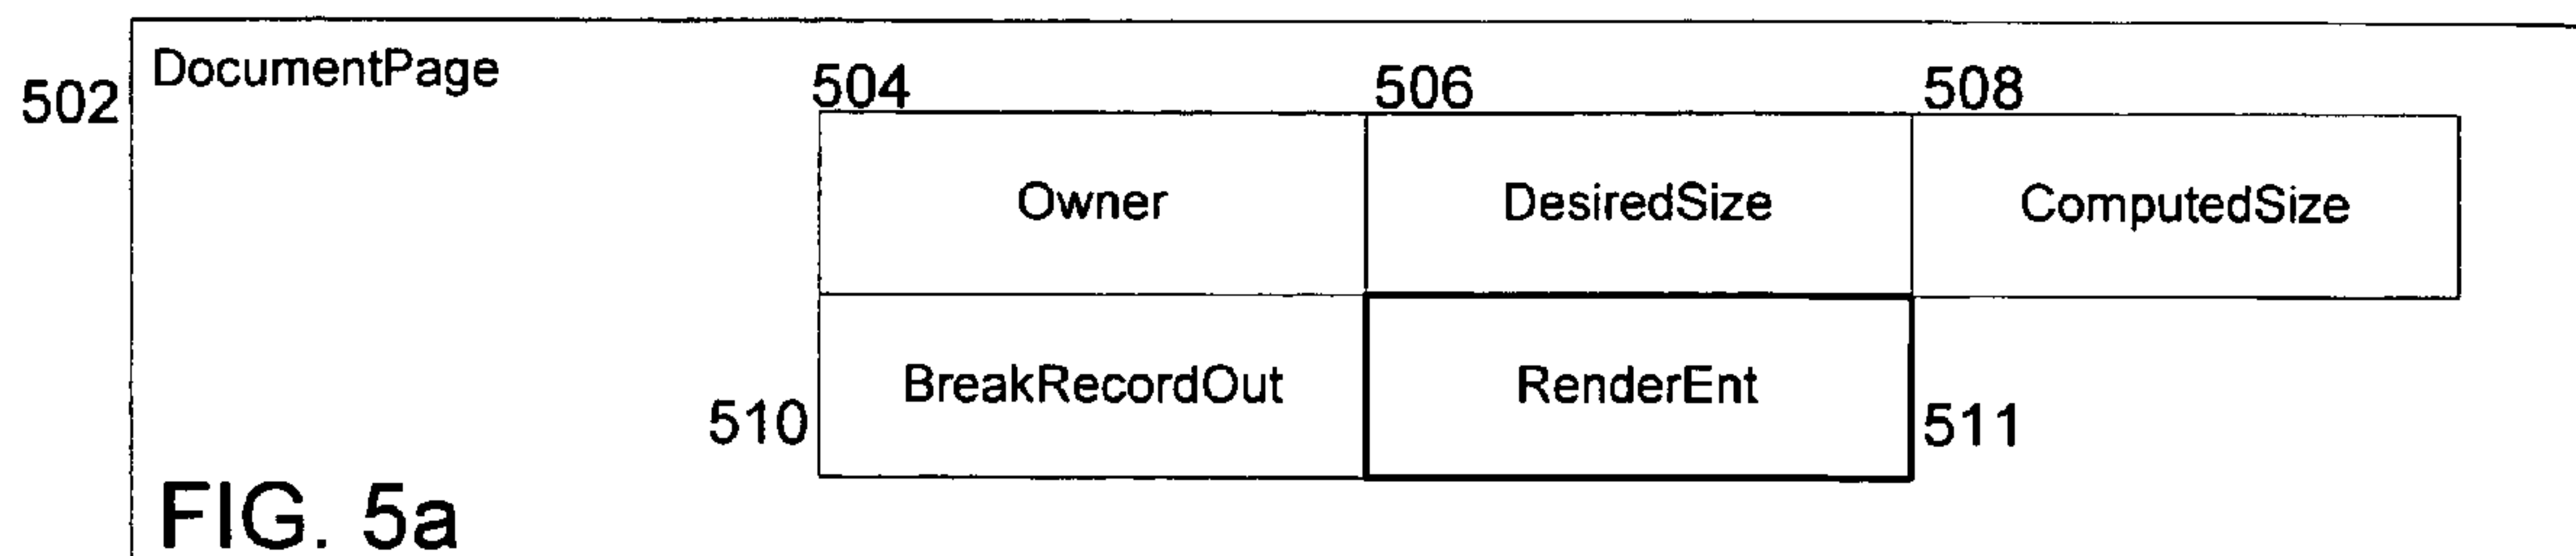 DocumentPage
502
504 506 508
Owner DesiredSize ComputedSize
BreakRecordOut RenderEnt
510 511
FIG. 5a